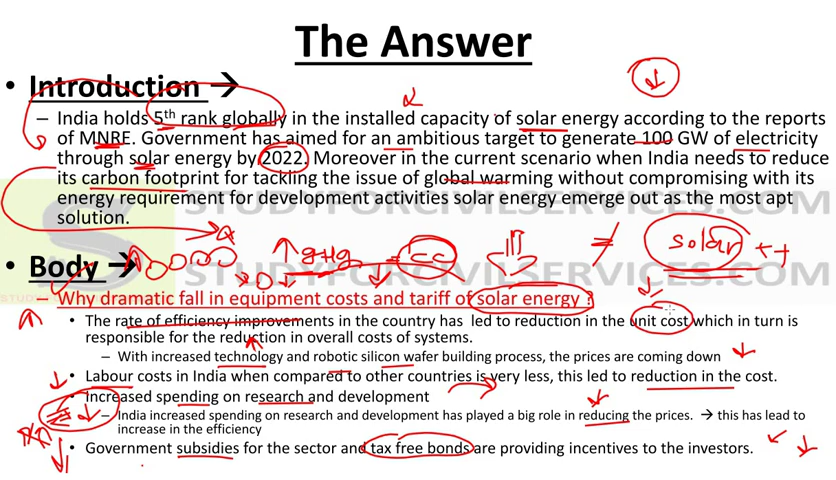 The Answer
• Introduction →
– India holds 5th rank globally in the installed capacity of solar energy according to the reports
of MNRE. Government has aimed for an ambitious target to generate 100 GW of electricity
through solar energy by 2022. Moreover in the current scenario when India needs to reduce
its carbon footprint for tackling the issue of global warming without compromising with its
energy requirement for development activities solar energy emerge out as the most apt
solution.
STUDYFORCIVILSERVICES.COM
Q
ghg CC ≠ solar ++
• Body →
STUDYFORCIVILSERVICES.COM
– Why dramatic fall in equipment costs and tariff of solar energy ?
• The rate of efficiency improvements in the country has led to reduction in the unit cost which in turn is
responsible for the reduction in overall costs of systems.
– With increased technology and robotic silicon wafer building process, the prices are coming down
• Labour costs in India when compared to other countries is very less, this led to reduction in the cost.
• Increased spending on research and development
– India increased spending on research and development has played a big role in reducing the prices. → this has lead to
increase in the efficiency
• Government subsidies for the sector and tax free bonds are providing incentives to the investors.